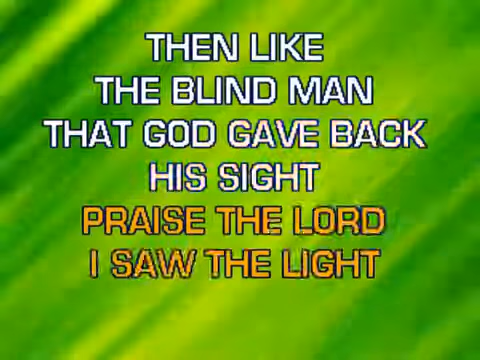 THEN LIKE
THE BLIND MAN
THAT GOD GAVE BACK
HIS SIGHT
PRAISE THE LORD
I SAW THE LIGHT